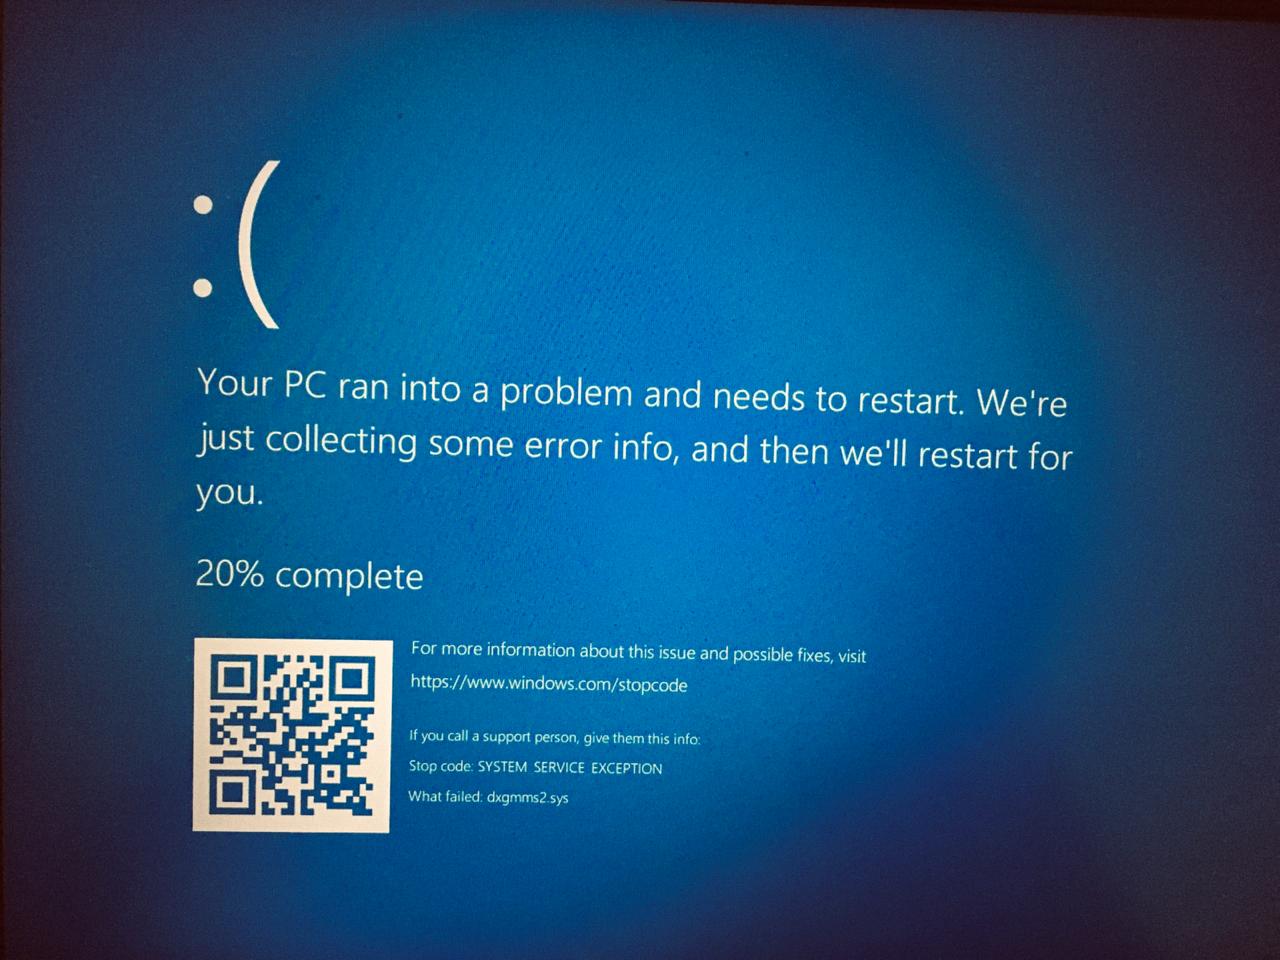 :(
Your PC ran into a problem and needs to restart. We're
just collecting some error info, and then we'll restart for
you.
20% complete
For more information about this issue and possible fixes, visit
https://www.windows.com/stopcode
If you call a support person, give them this info:
Stop code: SYSTEM SERVICE EXCEPTION
What failed: dxgmms2.sys